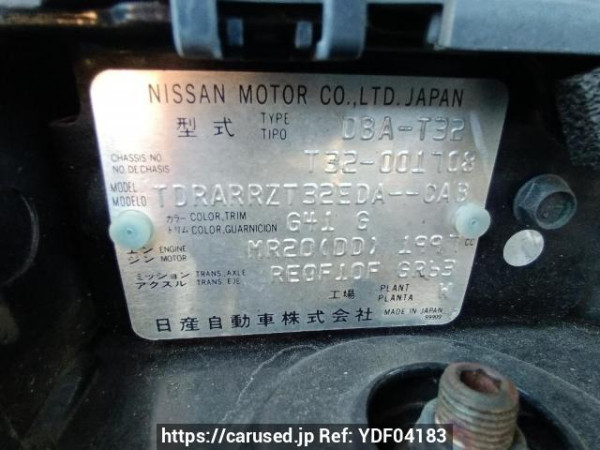 NISSAN MOTOR CO.,LTD.JAPAN
型式 TYPE TIPO DBA-T32
CHASSIS NO NO DE CHASIS T32-001708
MODEL MODELO TDRARRZT32EDA--CAB
カラー COLOR,TRIM トリム COLOR,GUARNICION G41 G
エンジン ENGINE MOTOR MR20(DD) 1997 CC
ミッション アクスル TRANS,AXLE TRANS,EJE RE0F10F GR63
工場 PLANT PLANTA W
日産自動車株式会社 MADE IN JAPAN
https://carused.jp Ref: YDF04183